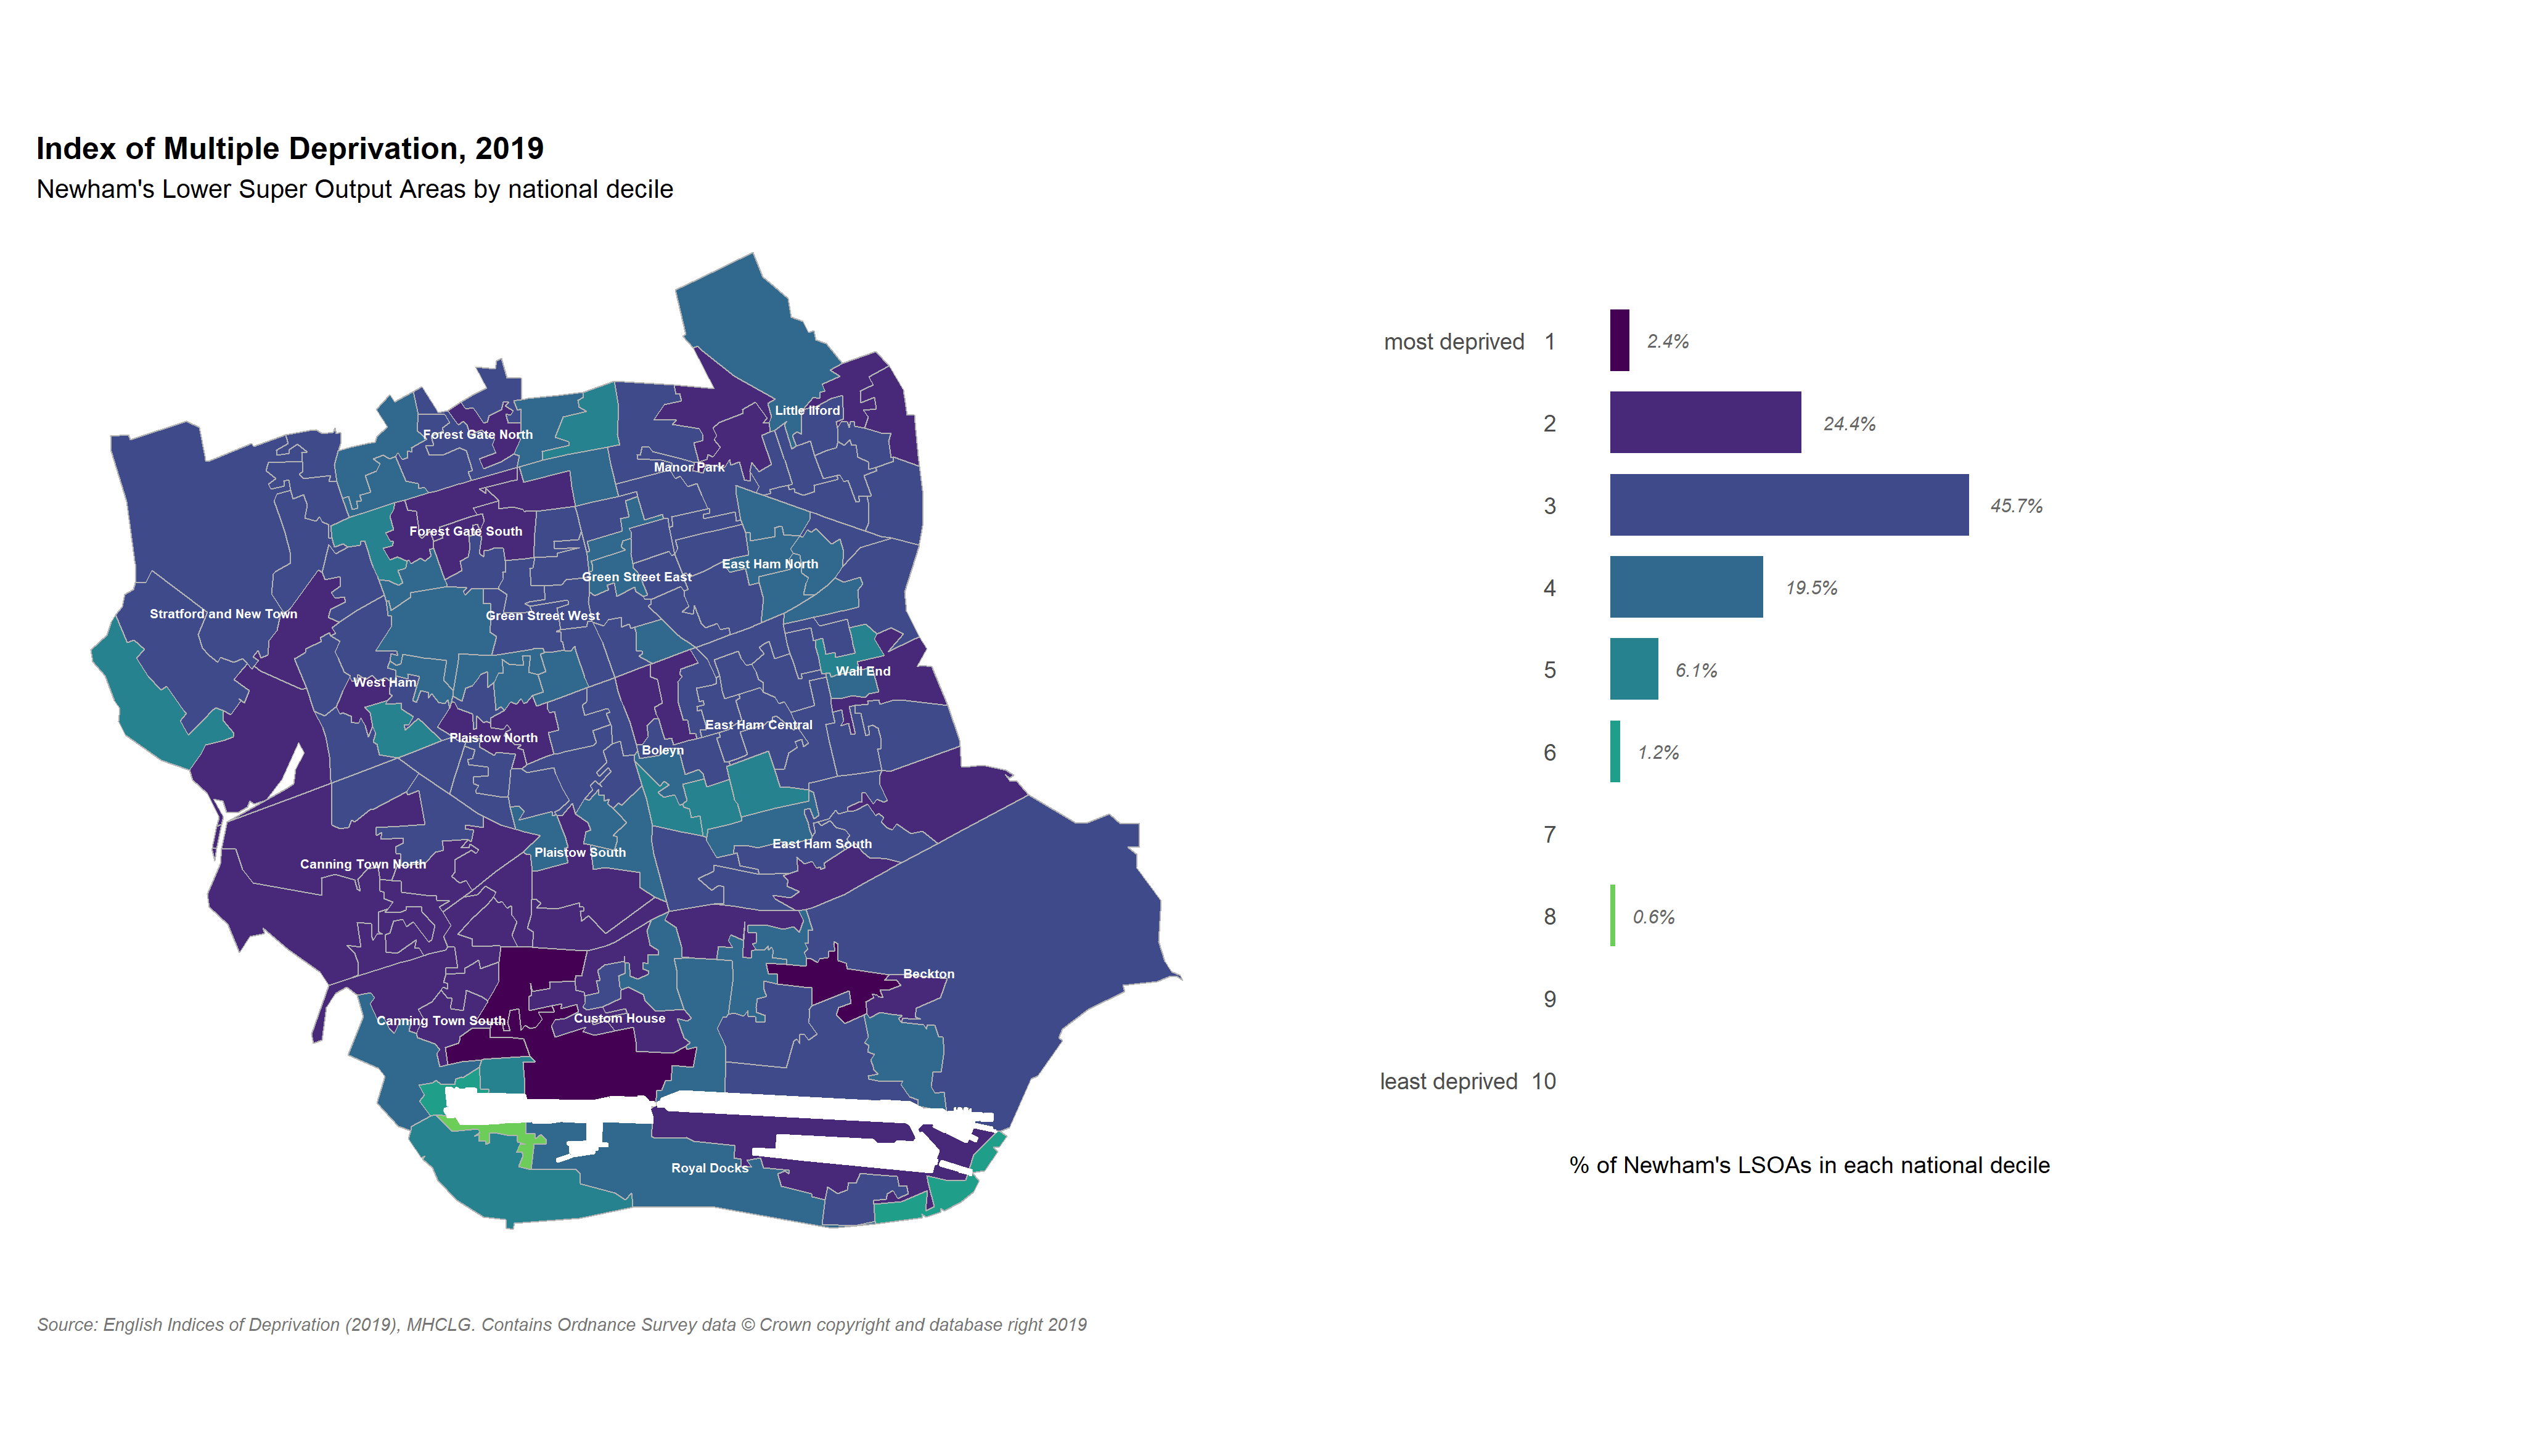 Index of Multiple Deprivation, 2019
Newham's Lower Super Output Areas by national decile
Little Ilford
Forest Gate North
Manor Park
Forest Gate South
East Ham North
Green Street East
Stratford and New Town
Green Street West
Wall End
West Ham
East Ham Central
Plaistow North
Boleyn
East Ham South
Plaistow South
Canning Town North
Beckton
Custom House
Canning Town South
Royal Docks
most deprived 1 2.4%
2 24.4%
3 45.7%
4 19.5%
5 6.1%
6 1.2%
7
8 0.6%
9
least deprived 10
% of Newham's LSOAs in each national decile
Source: English Indices of Deprivation (2019), MHCLG. Contains Ordnance Survey data © Crown copyright and database right 2019